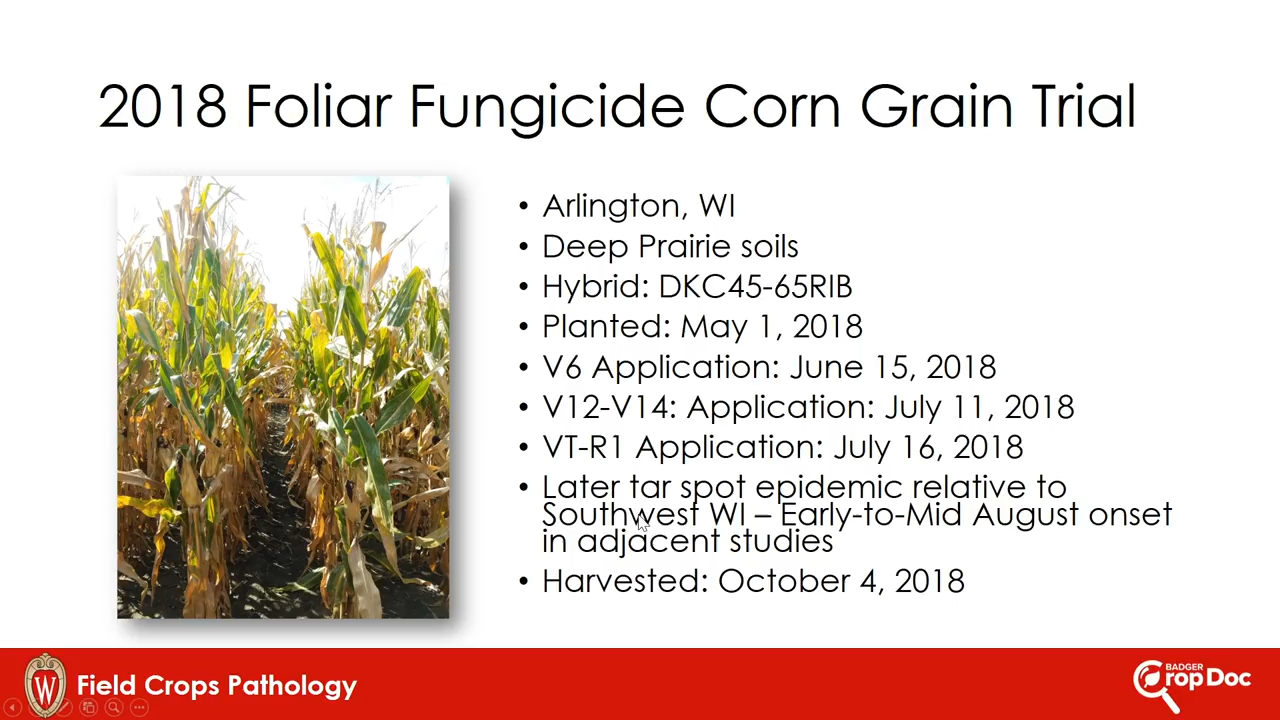 2018 Foliar Fungicide Corn Grain Trial
• Arlington, WI
• Deep Prairie soils
• Hybrid: DKC45-65RIB
• Planted: May 1, 2018
• V6 Application: June 15, 2018
• V12-V14: Application: July 11, 2018
• VT-R1 Application: July 16, 2018
• Later tar spot epidemic relative to
Southwest WI – Early-to-Mid August onset
in adjacent studies
• Harvested: October 4, 2018
W
Field Crops Pathology
BADGER
Crop Doc